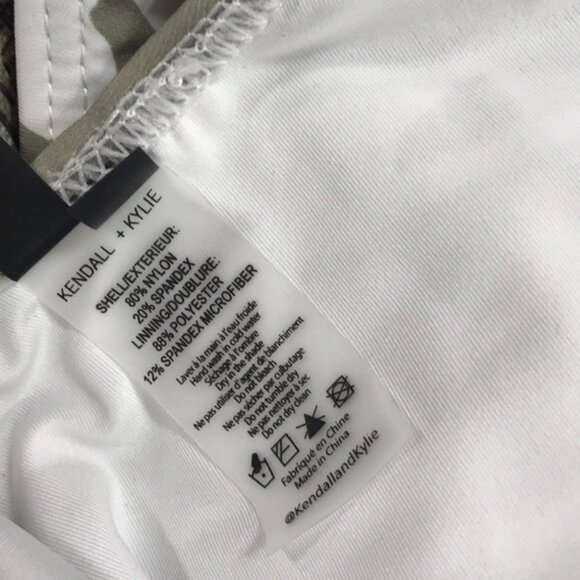 KENDALL + KYLIE
SHELL/EXTERIEUR:
80% NYLON
20% SPANDEX
LINNING/DOUBLURE:
88% POLYESTER
12% SPANDEX MICROFIBER
Laver à la main à l'eau froide
Hand wash in cold water
Séchage à l'ombre
Dry in the shade
Ne pas utiliser d'agent de blanchiment
Do not bleach
Ne pas sécher par culbutage
Do not tumble dry
Ne pas nettoyer à sec
Do not dry clean
Fabriqué en Chine
Made in China
@KendallandKylie